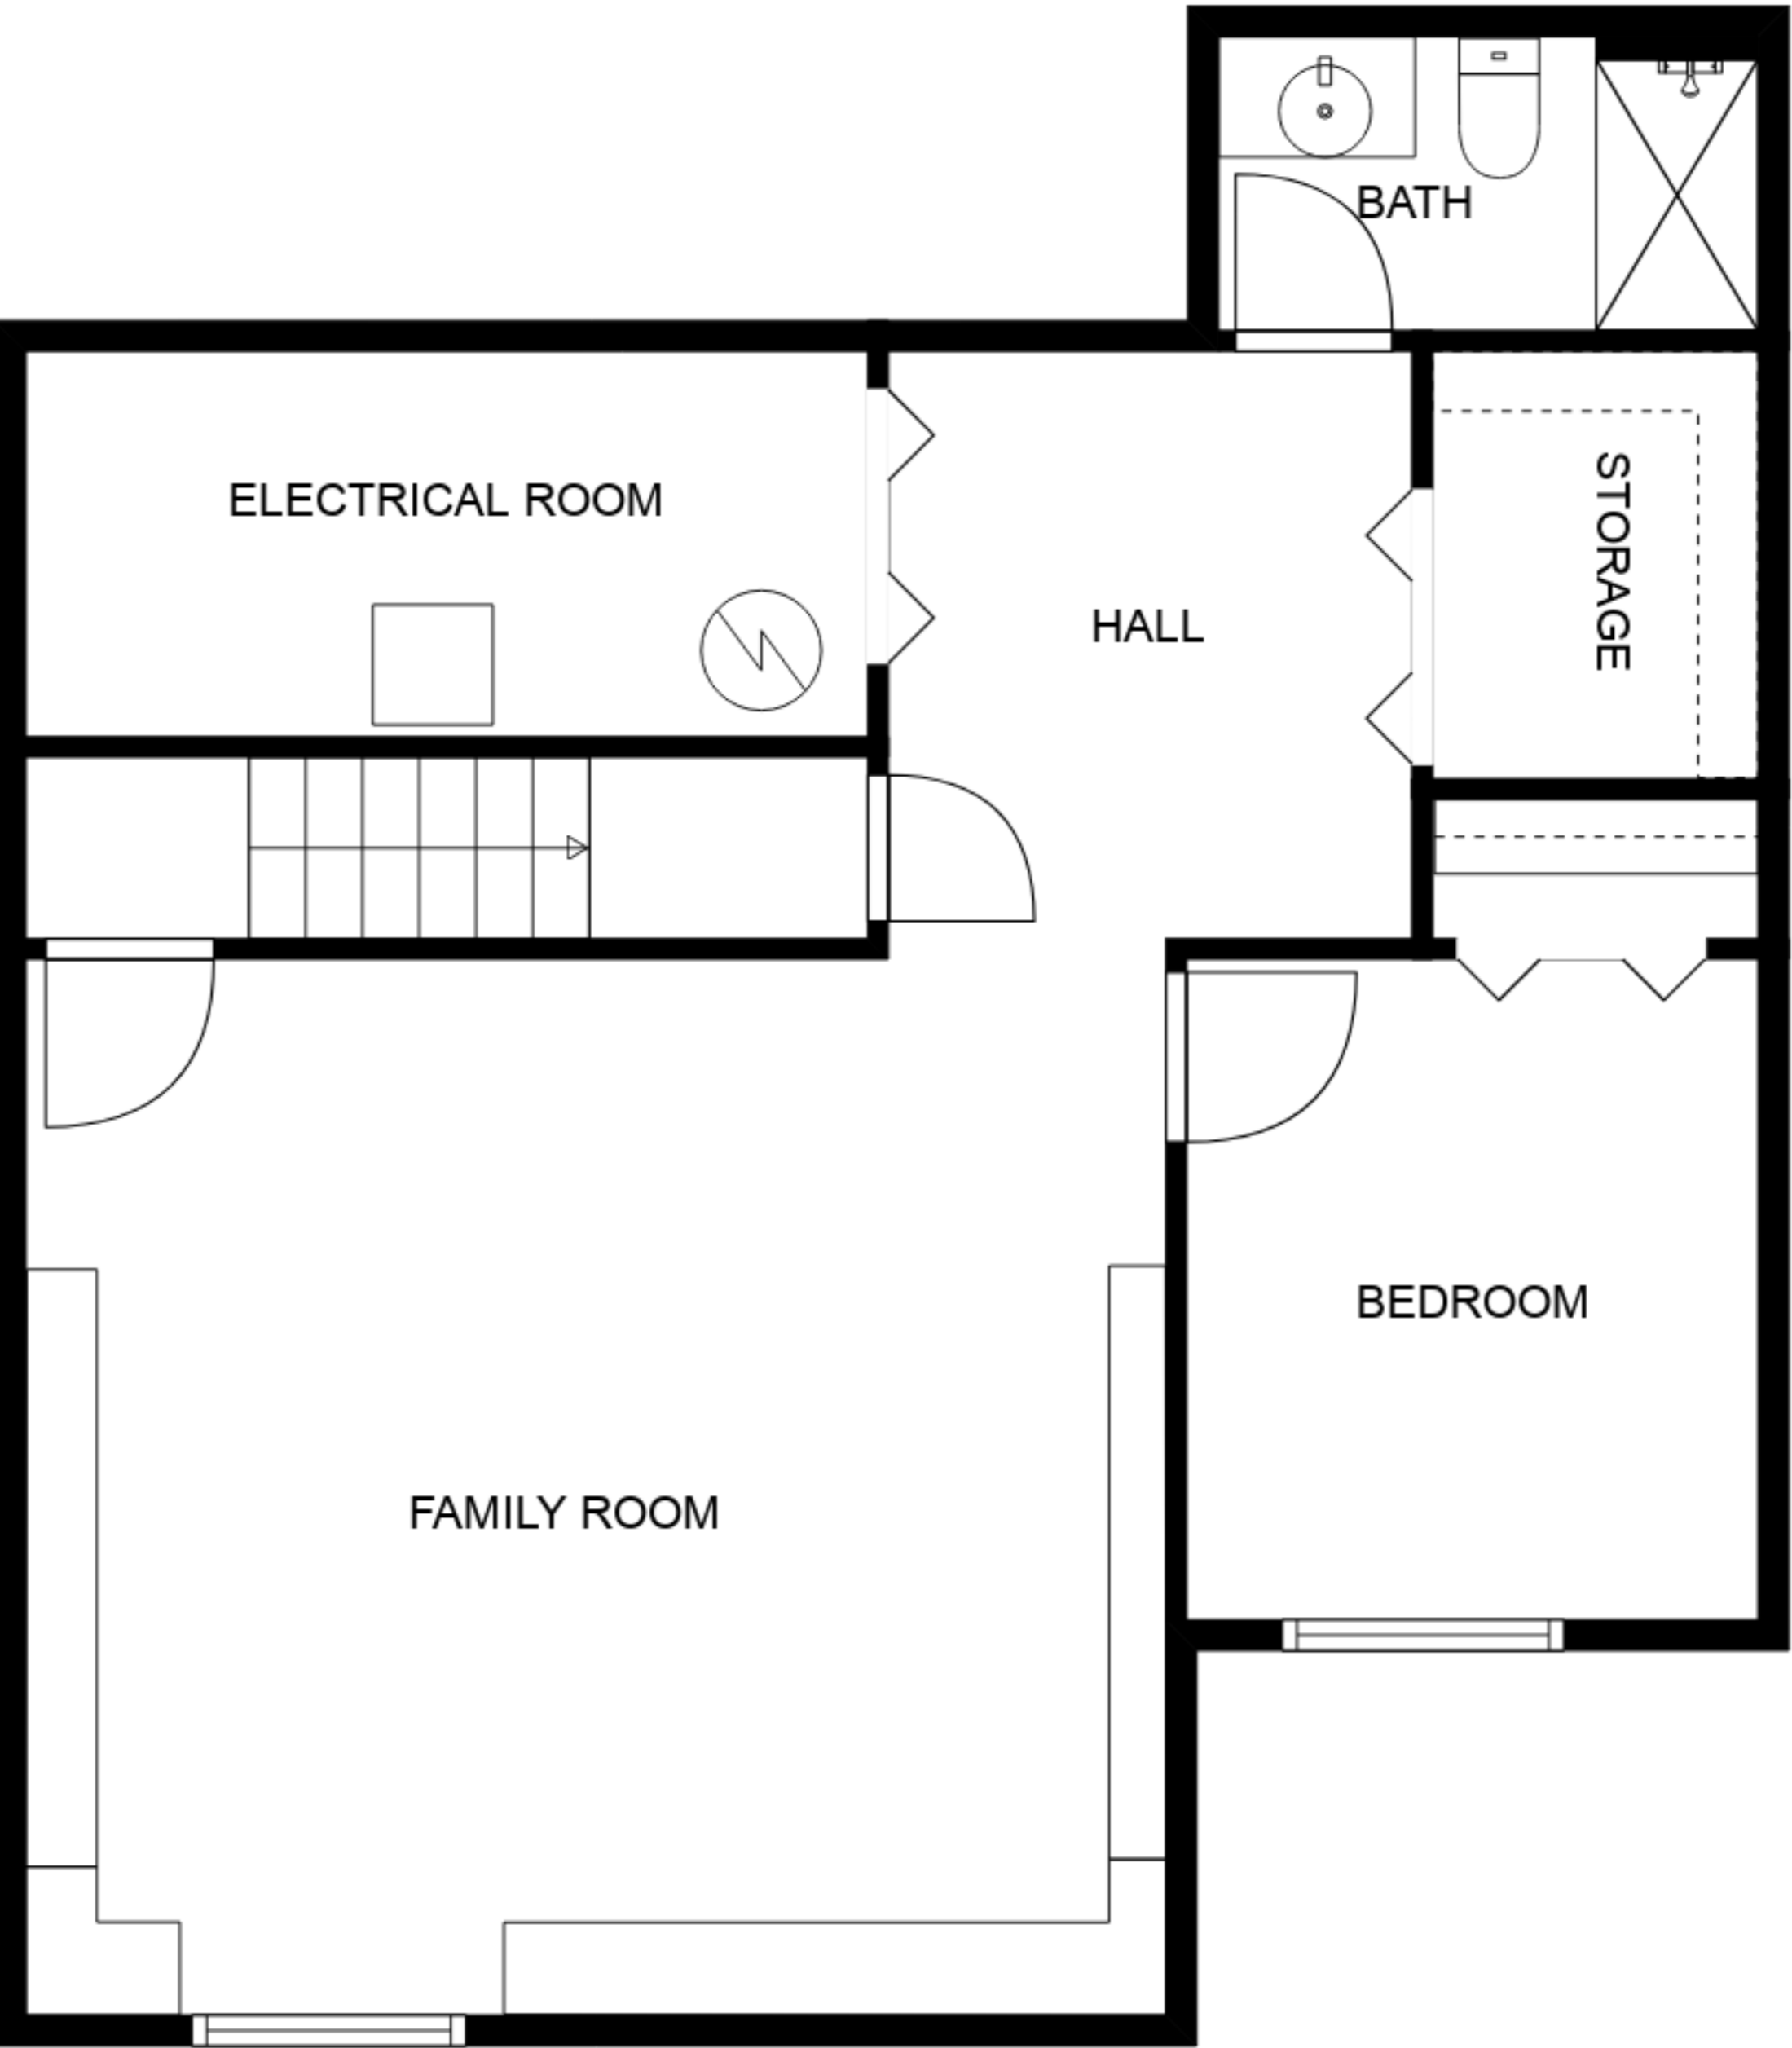 BATH
ELECTRICAL ROOM
STORAGE
HALL
BEDROOM
FAMILY ROOM